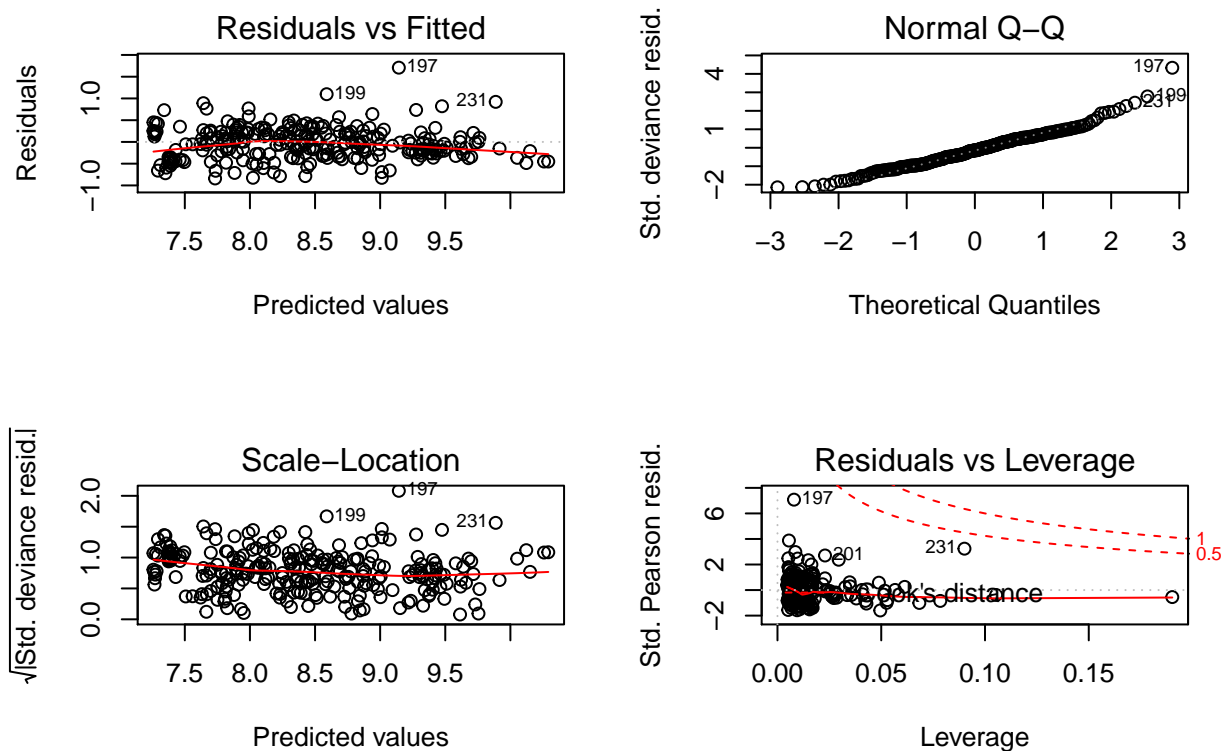 Residuals vs Fitted
Residuals
−1.0 1.0
197
199
231
7.5 8.0 8.5 9.0 9.5
Predicted values
Normal Q−Q
Std. deviance resid.
−2 1 4
197
199
231
−3 −2 −1 0 1 2 3
Theoretical Quantiles
Scale−Location
√|Std. deviance resid.|
0.0 1.0 2.0
197
199
231
7.5 8.0 8.5 9.0 9.5
Predicted values
Residuals vs Leverage
Std. Pearson resid.
−2 2 6
197
201
231
1
0.5
k's distance
0.00 0.05 0.10 0.15
Leverage